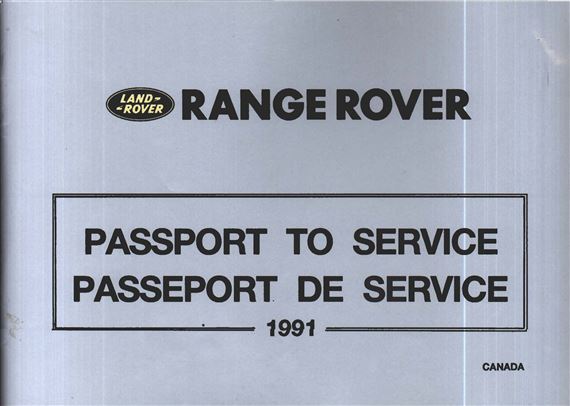 LAND-
-ROVER
RANGE ROVER
PASSPORT TO SERVICE
PASSEPORT DE SERVICE
1991
CANADA